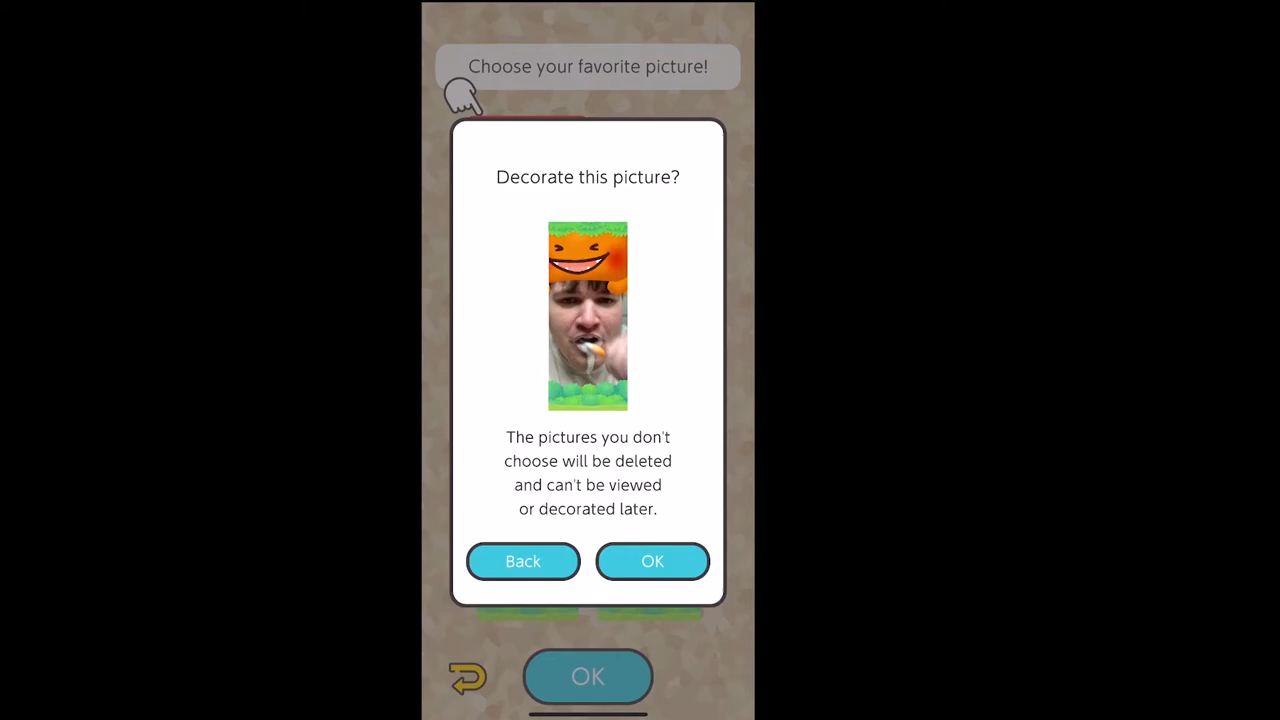 Choose your favorite picture!
Decorate this picture?
The pictures you don't
choose will be deleted
and can't be viewed
or decorated later.
Back
OK
OK